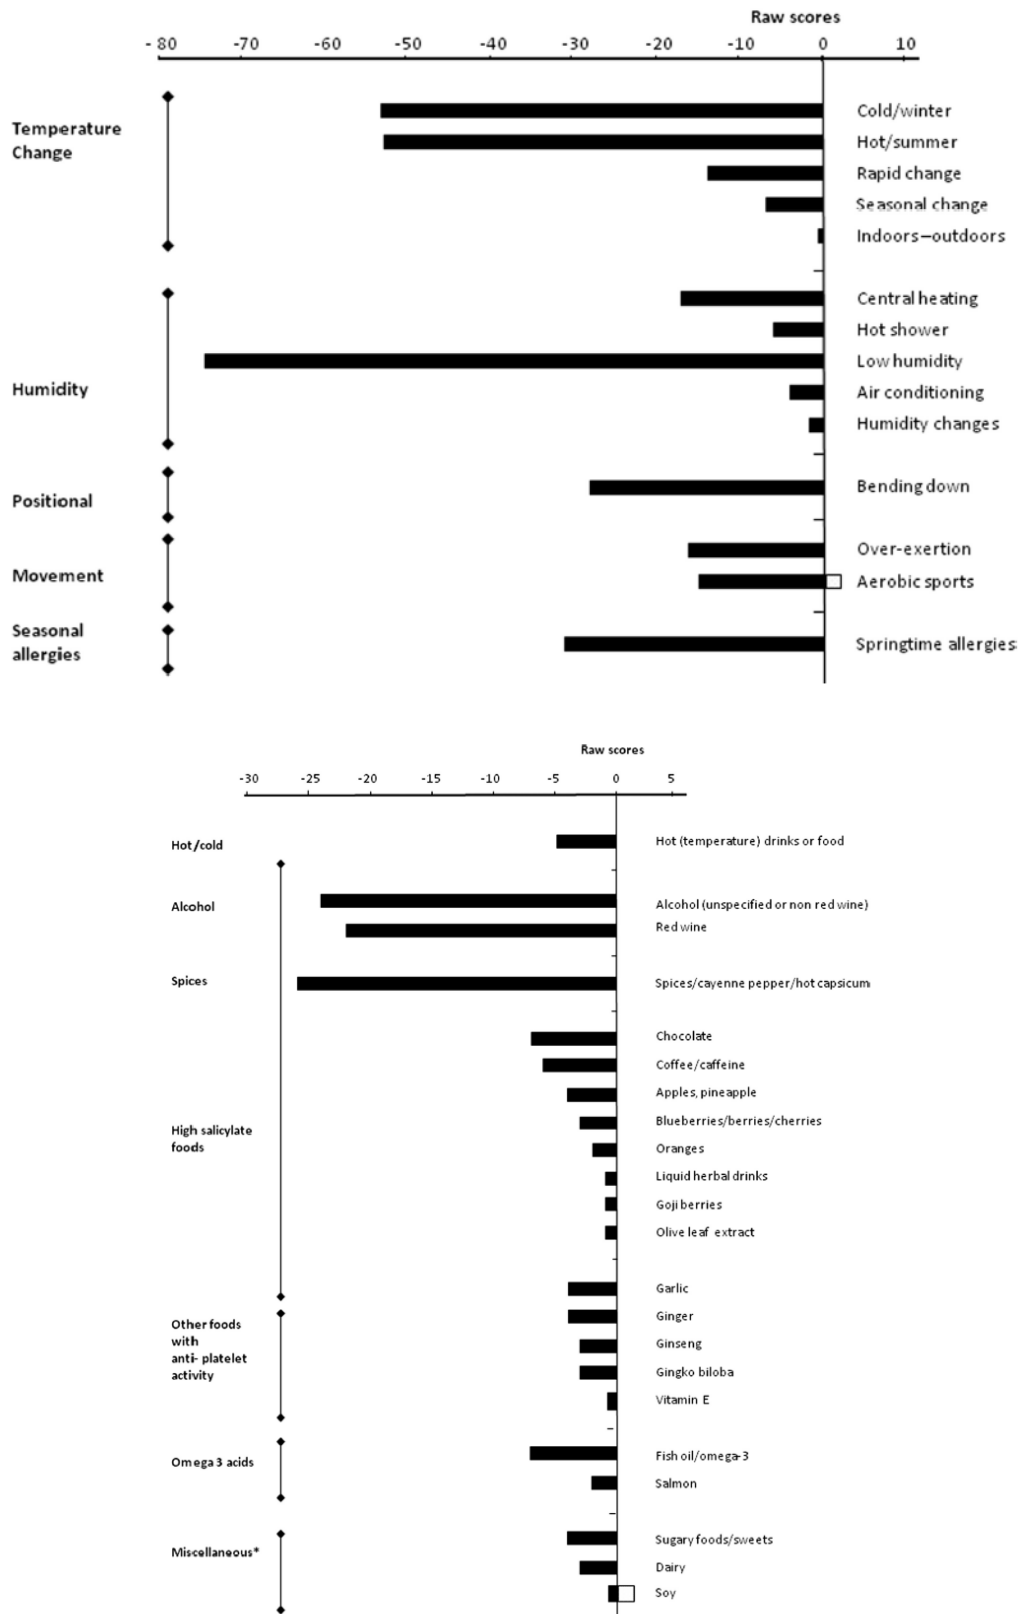 Raw scores
-80 -70 -60 -50 -40 -30 -20 -10 0 10
Temperature
Change
Cold/winter
Hot/summer
Rapid change
Seasonal change
Indoors–outdoors
Humidity
Central heating
Hot shower
Low humidity
Air conditioning
Humidity changes
Positional
Bending down
Movement
Over-exertion
Aerobic sports
Seasonal
allergies
Springtime allergies
Raw scores
-30 -25 -20 -15 -10 -5 0 5
Hot/cold
Hot (temperature) drinks or food
Alcohol
Alcohol (unspecified or non red wine)
Red wine
Spices
Spices/cayenne pepper/hot capsicum
High salicylate
foods
Chocolate
Coffee/caffeine
Apples, pineapple
Blueberries/berries/cherries
Oranges
Liquid herbal drinks
Goji berries
Olive leaf extract
Garlic
Other foods
with
anti- platelet
activity
Ginger
Ginseng
Gingko biloba
Vitamin E
Omega 3 acids
Fish oil/omega-3
Salmon
Miscellaneous*
Sugary foods/sweets
Dairy
Soy